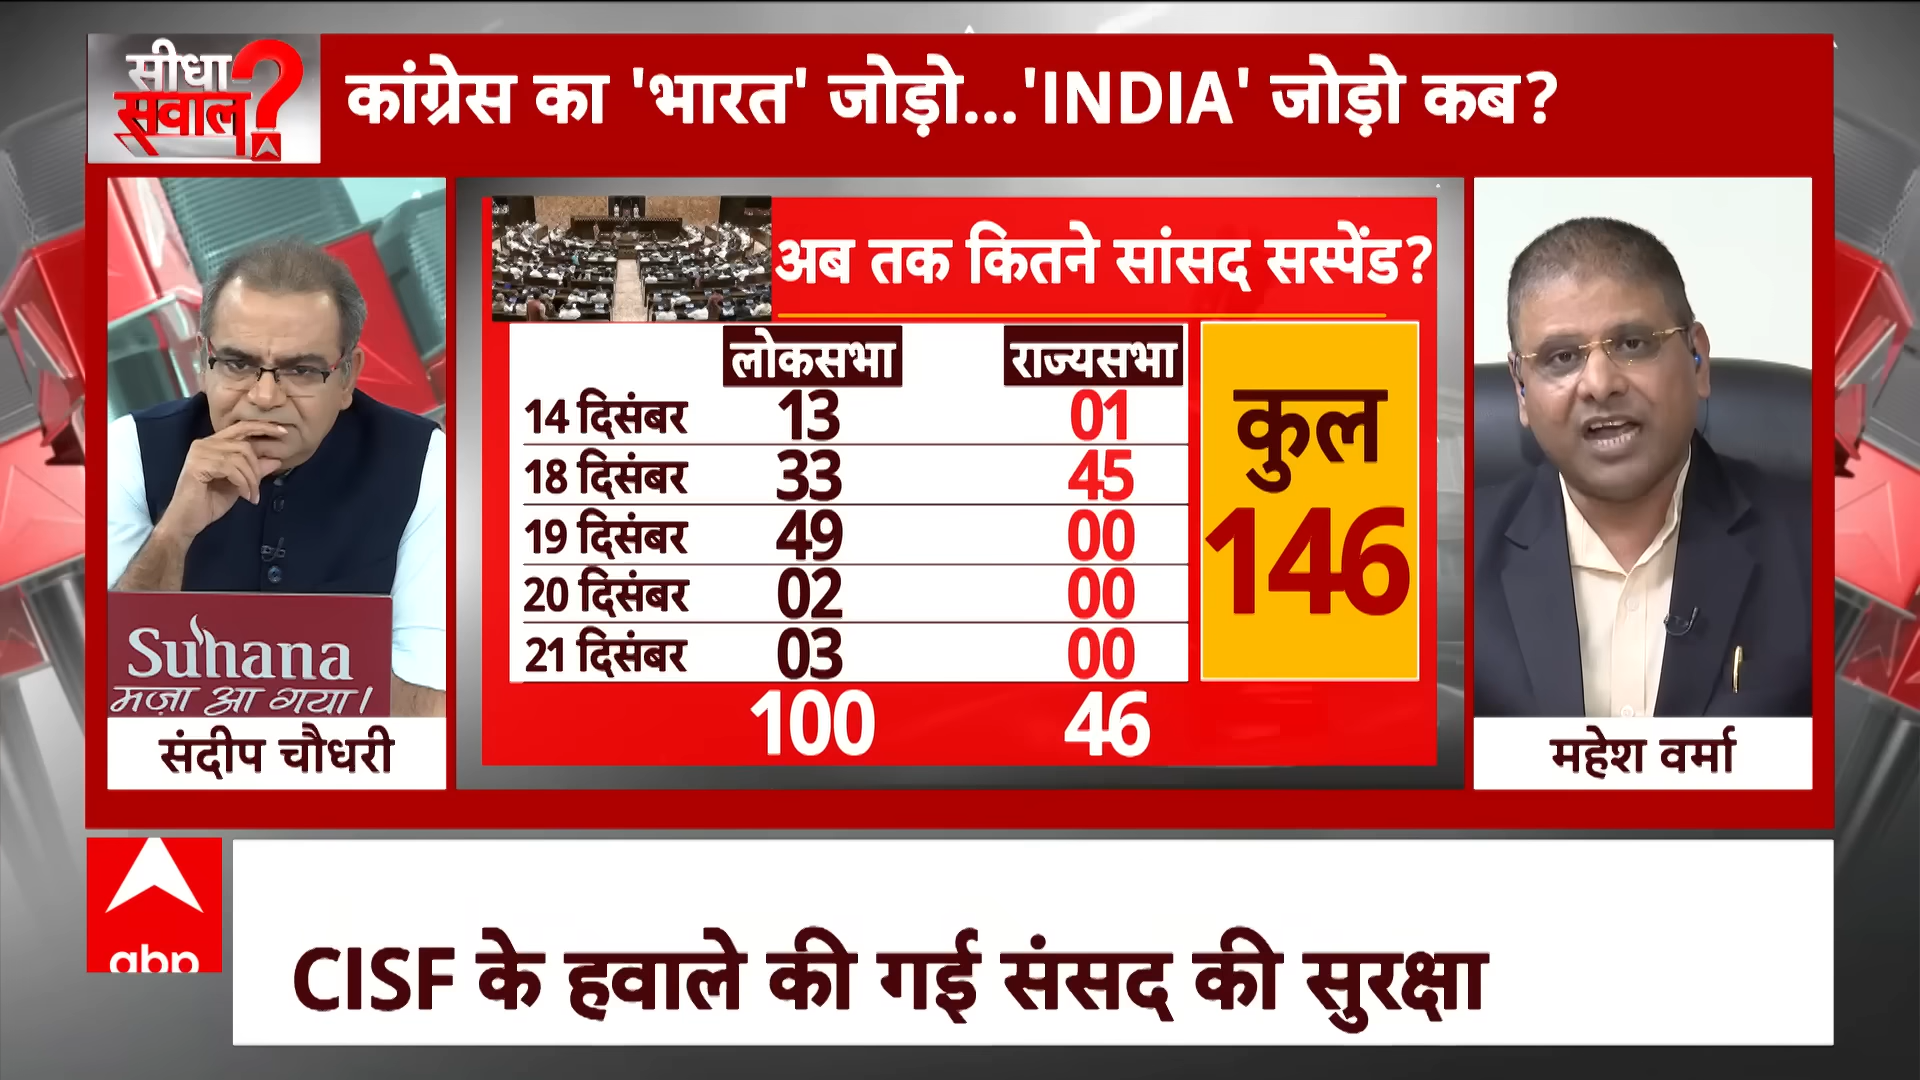 सीधा
सवाल?
कांग्रेस का 'भारत' जोड़ो...'INDIA' जोड़ो कब?
अब तक कितने सांसद सस्पेंड?
लोकसभा राज्यसभा
14 दिसंबर 13 01
18 दिसंबर 33 45
19 दिसंबर 49 00
20 दिसंबर 02 00
21 दिसंबर 03 00
100 46
कुल
146
Suhana
मज़ा आ गया।
संदीप चौधरी
महेश वर्मा
abp
CISF के हवाले की गई संसद की सुरक्षा